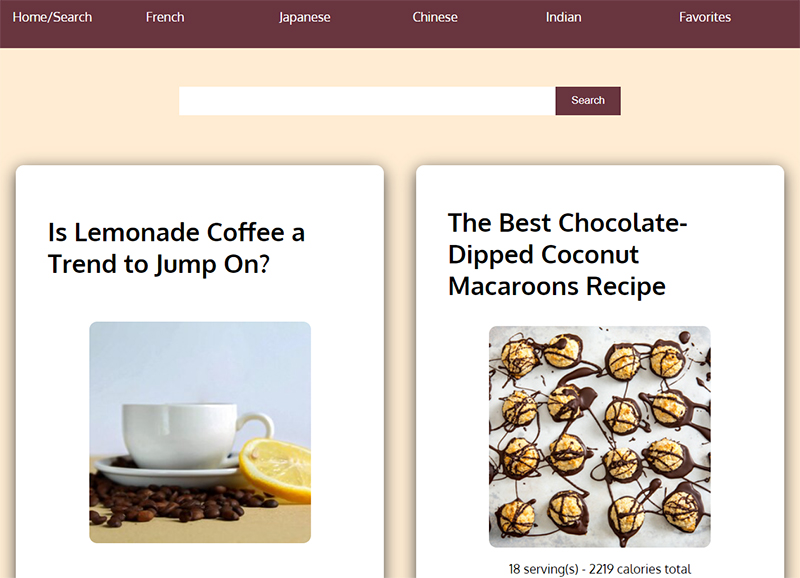 Home/Search French Japanese Chinese Indian Favorites
Search
Is Lemonade Coffee a
Trend to Jump On?
The Best Chocolate-
Dipped Coconut
Macaroons Recipe
18 serving(s) - 2219 calories total